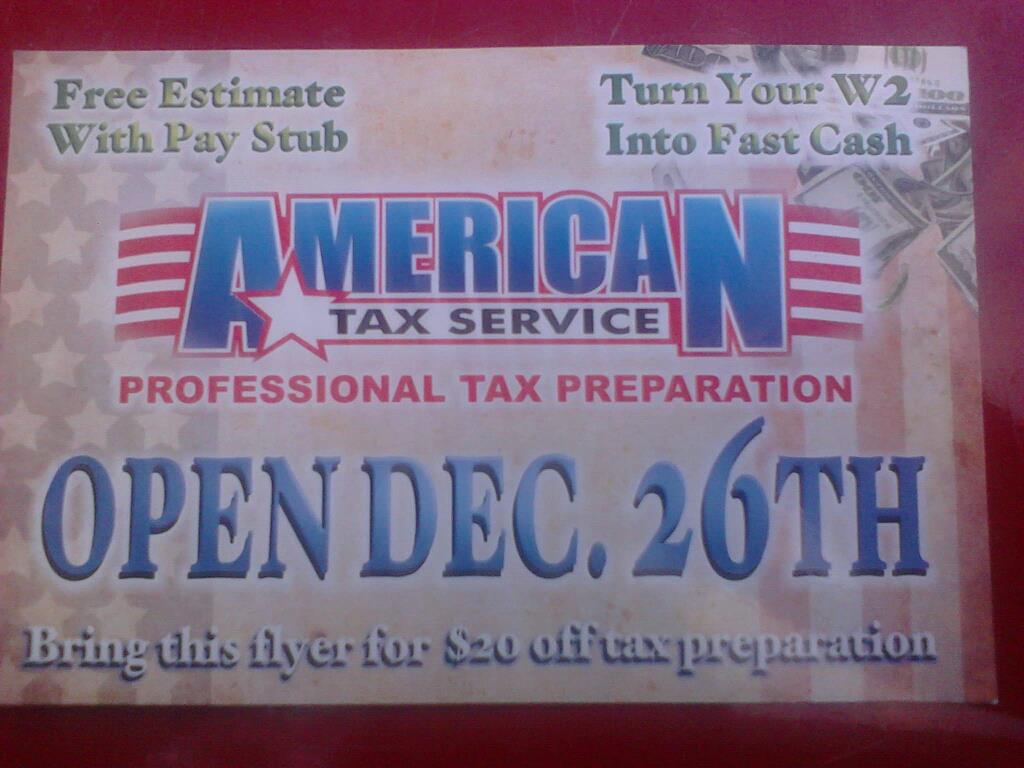 Free Estimate
With Pay Stub
Turn Your W2
Into Fast Cash
AMERICAN
TAX SERVICE
PROFESSIONAL TAX PREPARATION
OPEN DEC. 26TH
Bring this flyer for $20 off tax preparation
100